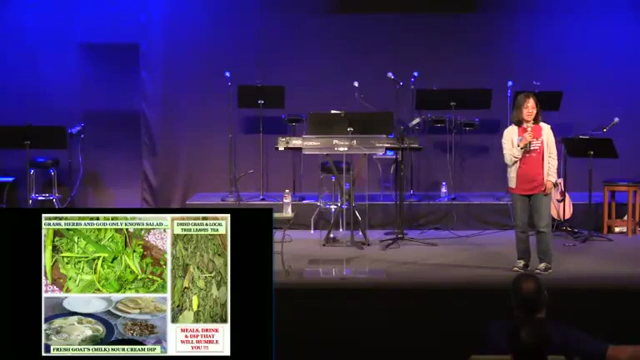 GRASS, HERBS AND GOD ONLY KNOWS SALAD ...
DRIED GRASS & LOCAL
TREE LEAVES TEA
MEALS, DRINK
& DIP THAT
WILL HUMBLE
YOU !!!
FRESH GOAT'S (MILK) SOUR CREAM DIP